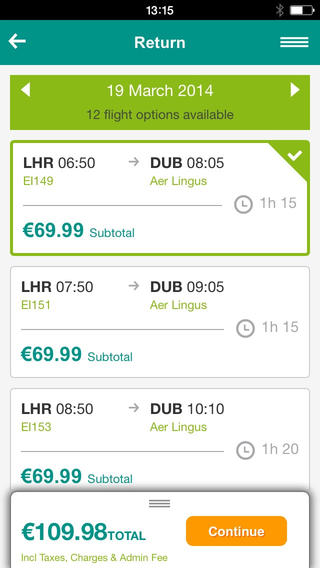 13:15
Return
19 March 2014
12 flight options available
LHR 06:50 DUB 08:05
EI149 Aer Lingus
1h 15
€69.99 Subtotal
LHR 07:50 DUB 09:05
EI151 Aer Lingus
1h 15
€69.99 Subtotal
LHR 08:50 DUB 10:10
EI153 Aer Lingus
1h 20
€69.99 Subtotal
€109.98TOTAL Continue
Incl Taxes, Charges & Admin Fee